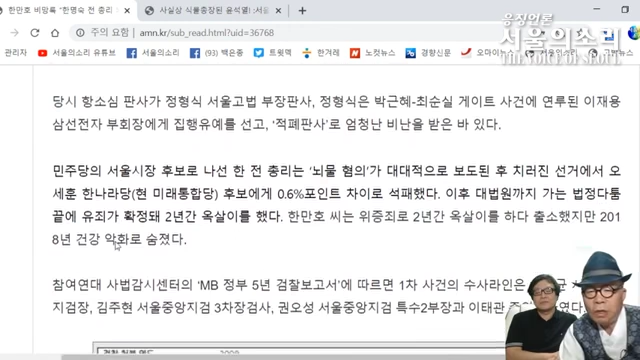 한만호 비망록 "한명숙 전 총리
사실상 식물총장된 윤석열! :서울
주의 요함 | amn.kr/sub_read.html?uid=36768
관리자 서울의소리 유튜브 (93) 백은종 트윗덱 한겨레 노컷뉴스 경향신문 오마이
응징언론
서울의소리
THE VOICE OF SEOUL
당시 항소심 판사가 정형식 서울고법 부장판사, 정형식은 박근혜-최순실 게이트 사건에 연루된 이재용
삼선전자 부회장에게 집행유예를 선고, '적폐판사'로 엄청난 비난을 받은 바 있다.
민주당의 서울시장 후보로 나선 한 전 총리는 '뇌물 혐의'가 대대적으로 보도된 후 치러진 선거에서 오
세훈 한나라당(현 미래통합당) 후보에게 0.6%포인트 차이로 석패했다. 이후 대법원까지 가는 법정다툼
끝에 유죄가 확정돼 2년간 옥살이를 했다. 한만호 씨는 위증죄로 2년간 옥살이를 하다 출소했지만 201
8년 건강 악화로 숨졌다.
참여연대 사법감시센터의 'MB 정부 5년 검찰보고서'에 따르면 1차 사건의 수사라인은
지검장, 김주현 서울중앙지검 3차장검사, 권오성 서울중앙지검 특수2부장과 이태관